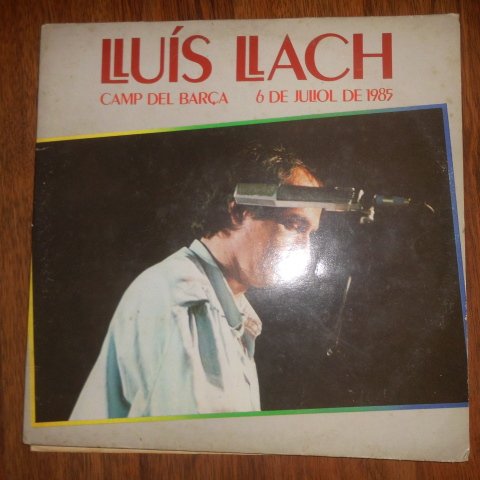 LLUÍS LLACH
CAMP DEL BARÇA 6 DE JULIOL DE 1985